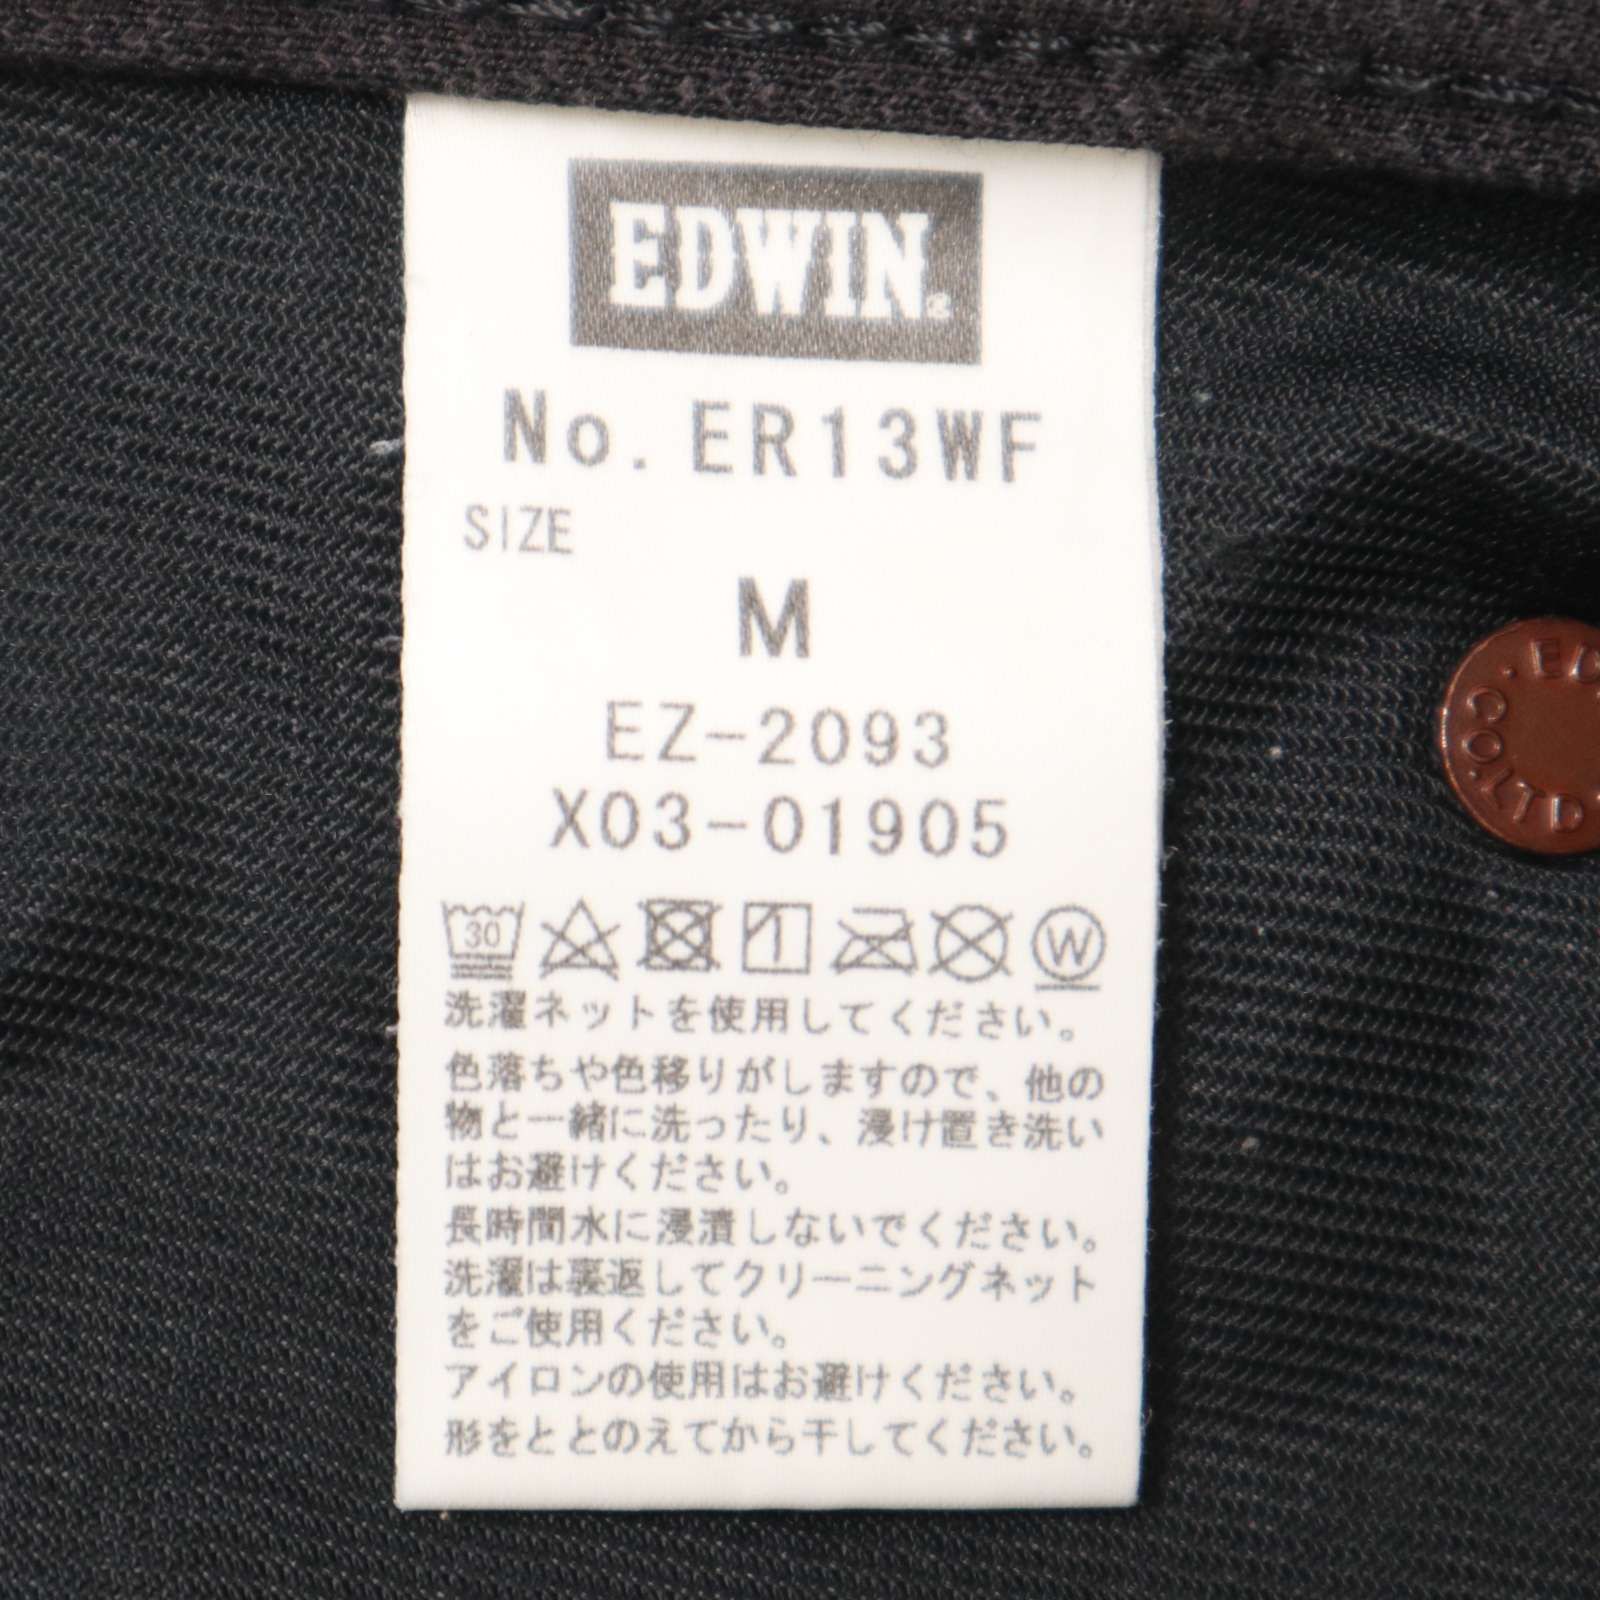 EDWIN®
No. ER13WF
SIZE
M
EZ-2093
X03-01905
30 1 W
洗濯ネットを使用してください。
色落ちや色移りがしますので、他の
物と一緒に洗ったり、浸け置き洗い
はお避けください。
長時間水に浸漬しないでください。
洗濯は裏返してクリーニングネット
をご使用ください。
アイロンの使用はお避けください。
形をととのえてから干してください。
CO.LTD